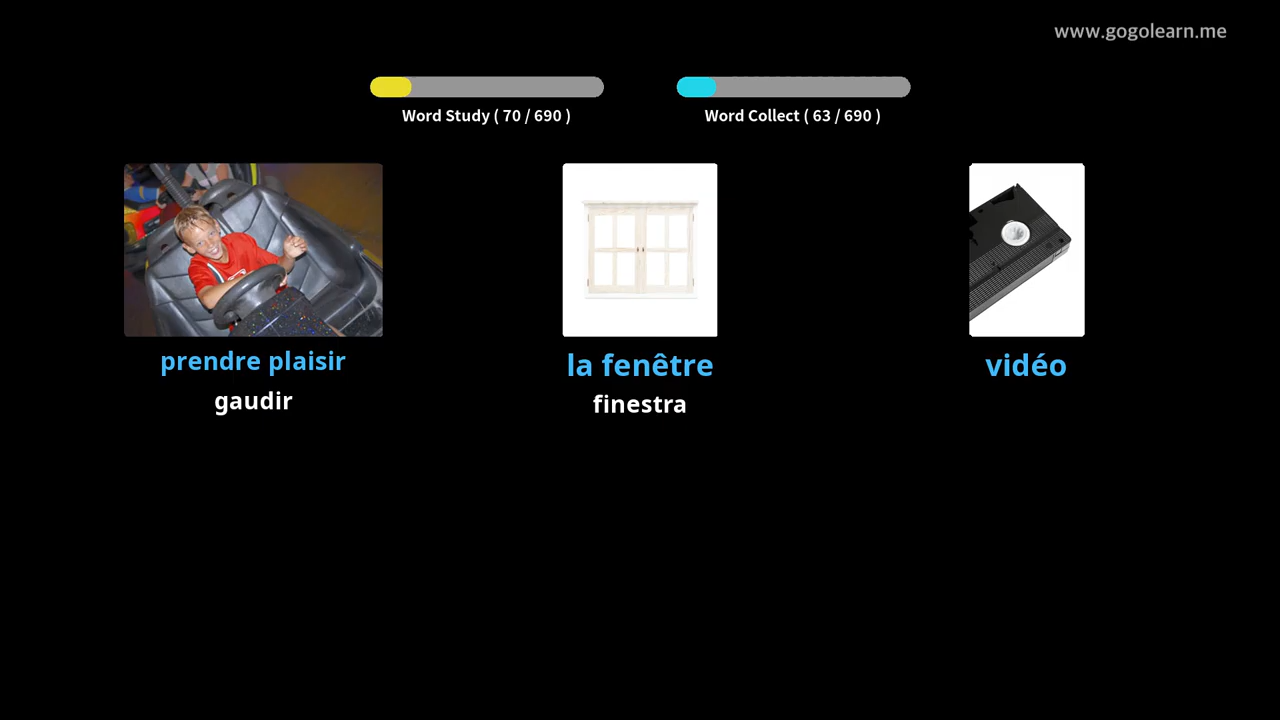 www.gogolearn.me
Word Study ( 70 / 690 )
Word Collect ( 63 / 690 )
prendre plaisir
gaudir
la fenêtre
finestra
vidéo